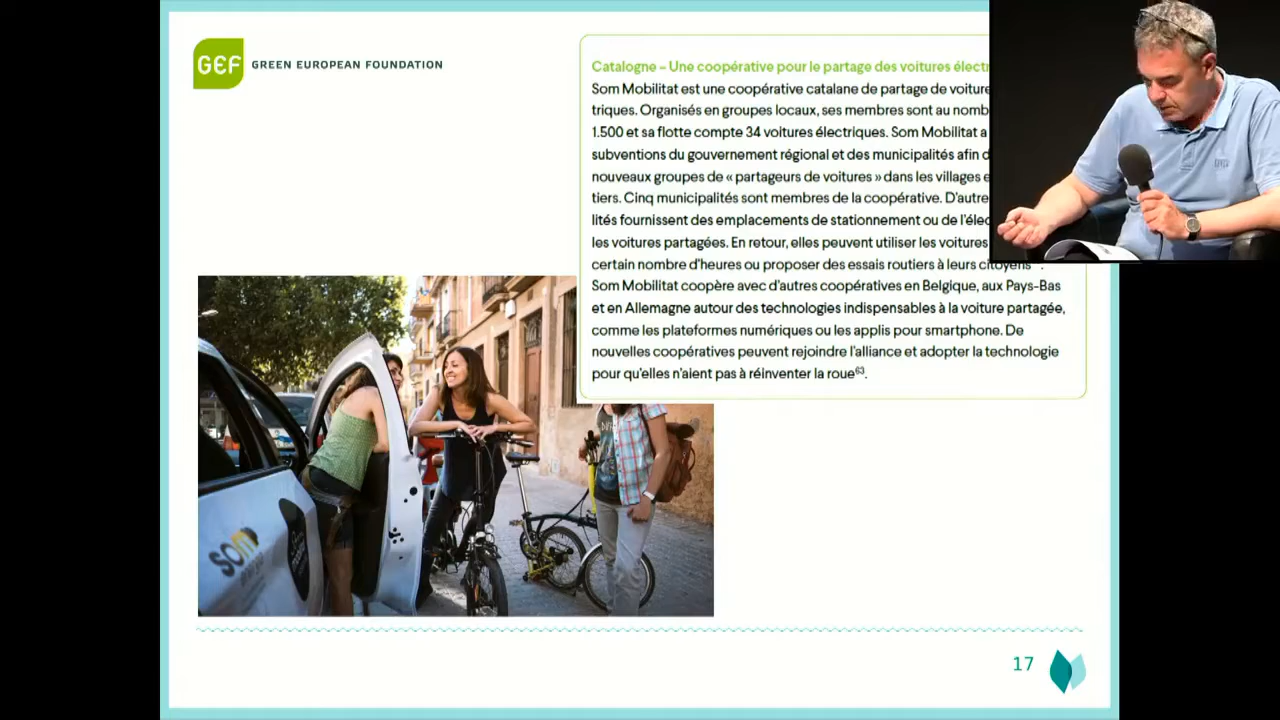 GEF GREEN EUROPEAN FOUNDATION
Catalogne – Une coopérative pour le partage des voitures
Som Mobilitat est une coopérative catalane de partage de
triques. Organisés en groupes locaux, ses membres sont au
1.500 et sa flotte compte 34 voitures électriques. Som Mobilitat a
subventions du gouvernement régional et des municipalités afin
nouveaux groupes de « partageurs de voitures » dans les villages
tiers. Cinq municipalités sont membres de la coopérative.
lités fournissent des emplacements de stationnement ou de
les voitures partagées. En retour, elles peuvent utiliser les voitures
certain nombre d'heures ou proposer des essais routiers à leurs citoyens
Som Mobilitat coopère avec d'autres coopératives en Belgique, aux Pays-Bas
et en Allemagne autour des technologies indispensables à la voiture partagée,
comme les plateformes numériques ou les applis pour smartphone. De
nouvelles coopératives peuvent rejoindre l'alliance et adopter la technologie
pour qu'elles n'aient pas à réinventer la roue⁶³.
som
17